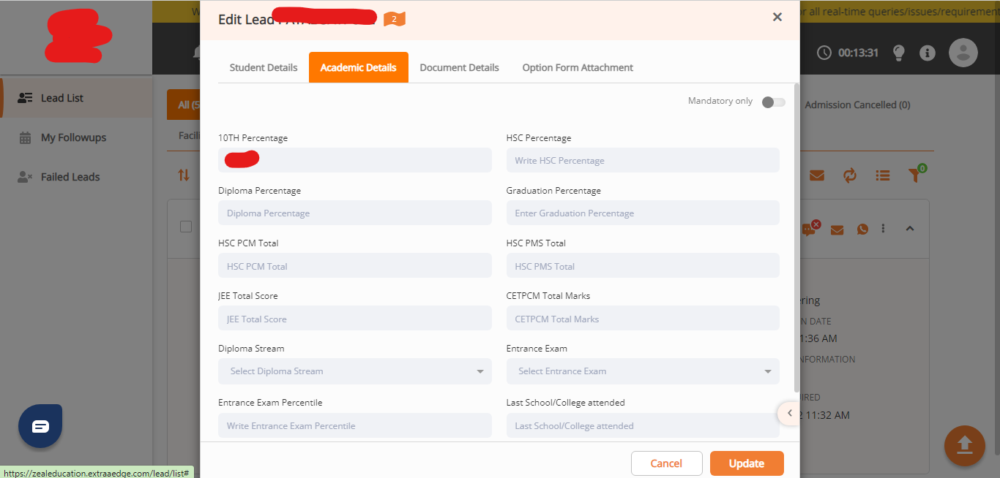 W
or all real-time queries/issues/requirement
Edit Lead
2
00:13:31
Student Details
Academic Details
Document Details
Option Form Attachment
Lead List
My Followups
Failed Leads
All (5
Admission Cancelled (0)
Facili
Mandatory only
0
10TH Percentage
HSC Percentage
Write HSC Percentage
Diploma Percentage
Graduation Percentage
Diploma Percentage
Enter Graduation Percentage
HSC PCM Total
HSC PMS Total
HSC PCM Total
HSC PMS Total
JEE Total Score
CETPCM Total Marks
JEE Total Score
CETPCM Total Marks
Diploma Stream
Entrance Exam
Select Diploma Stream
Select Entrance Exam
Entrance Exam Percentile
Last School/College attended
Write Entrance Exam Percentile
Last School/College attended
ering
N DATE
1:36 AM
NFORMATION
IRED
2 11:32 AM
Cancel
Update
https://zealeducation.extraaedge.com/lead/list#